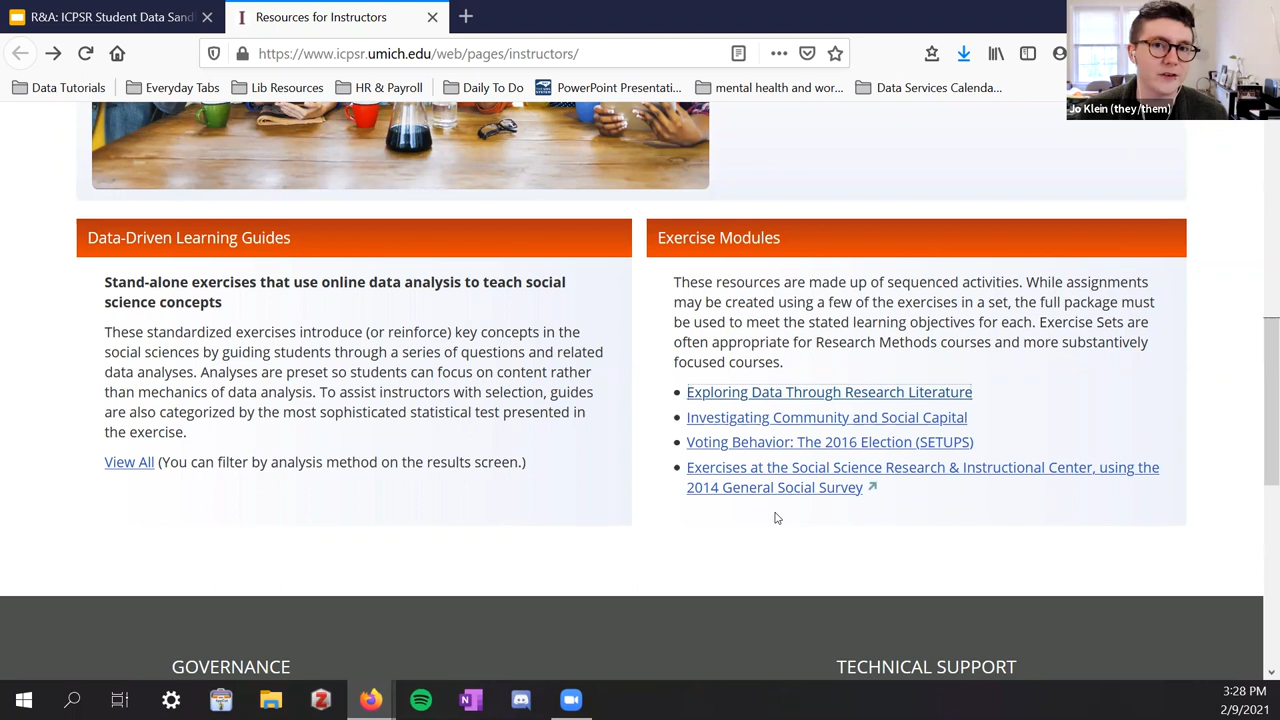 R&A: ICPSR Student Data Sand
Resources for Instructors
https://www.icpsr.umich.edu/web/pages/instructors/
Data Tutorials
Everyday Tabs
Lib Resources
HR & Payroll
Daily To Do
PowerPoint Presentati...
mental health and wor...
Data Services Calenda...
Jo Klein (they/them)
Data-Driven Learning Guides
Stand-alone exercises that use online data analysis to teach social
science concepts
These standardized exercises introduce (or reinforce) key concepts in the
social sciences by guiding students through a series of questions and related
data analyses. Analyses are preset so students can focus on content rather
than mechanics of data analysis. To assist instructors with selection, guides
are also categorized by the most sophisticated statistical test presented in
the exercise.
View All (You can filter by analysis method on the results screen.)
Exercise Modules
These resources are made up of sequenced activities. While assignments
may be created using a few of the exercises in a set, the full package must
be used to meet the stated learning objectives for each. Exercise Sets are
often appropriate for Research Methods courses and more substantively
focused courses.
Exploring Data Through Research Literature
Investigating Community and Social Capital
Voting Behavior: The 2016 Election (SETUPS)
Exercises at the Social Science Research & Instructional Center, using the
2014 General Social Survey
GOVERNANCE
TECHNICAL SUPPORT
3:28 PM
2/9/2021